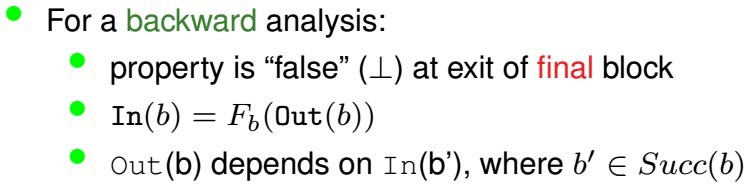 For a backward analysis:
property is “false” (⊥) at exit of final block
In(b) = F_b(Out(b))
Out(b) depends on In(b’), where b′ ∈ Succ(b)